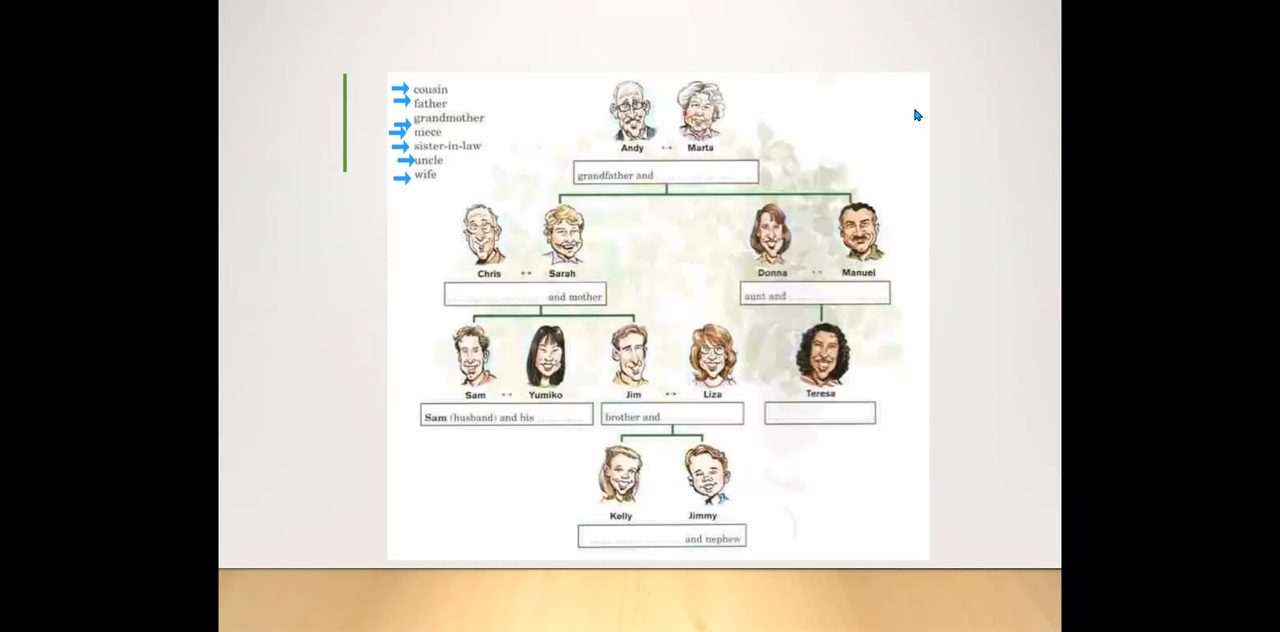 cousin
father
grandmother
niece
sister-in-law
uncle
wife
Andy Marta
grandfather and
Chris Sarah
Donna Manuel
and mother
aunt and
Sam Yumiko
Jim Liza
Teresa
Sam (husband) and his
brother and
Kelly Jimmy
and nephew